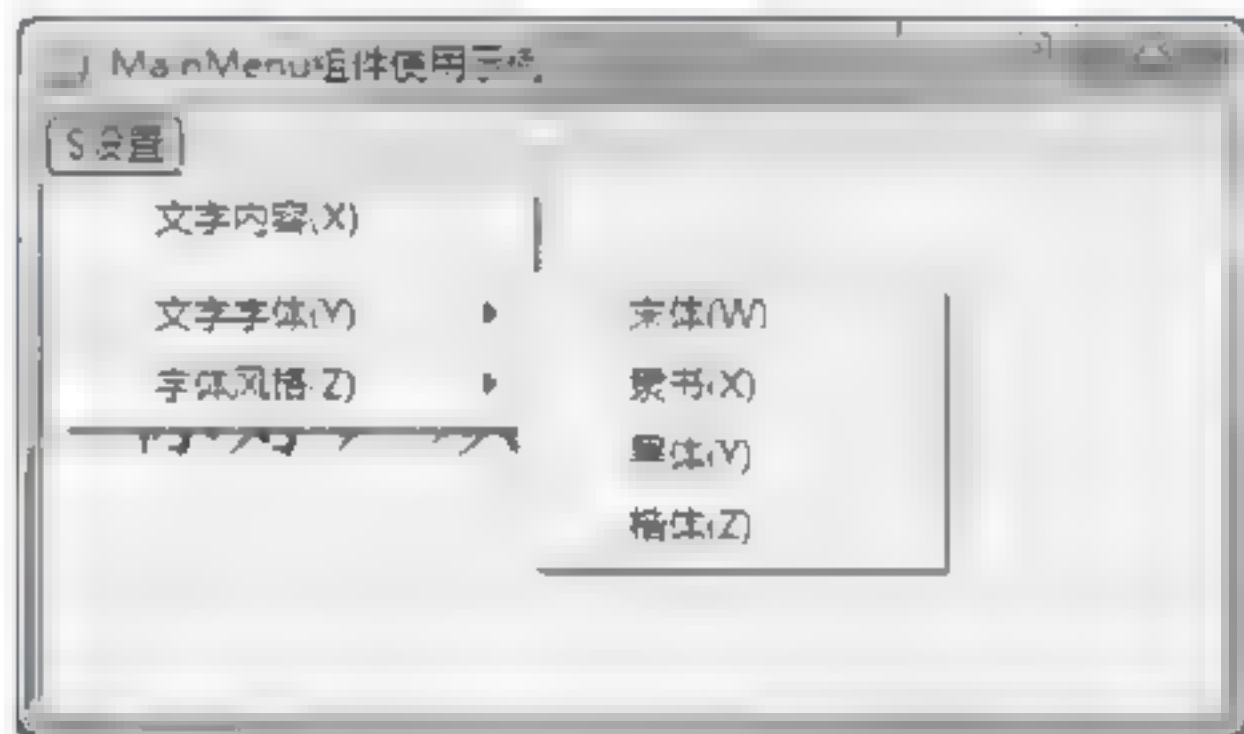 MainMenu组件使用示例
S设置
文字内容(X)
文字字体(Y)
字体风格(Z)
宋体(W)
隶书(X)
黑体(Y)
楷体(Z)